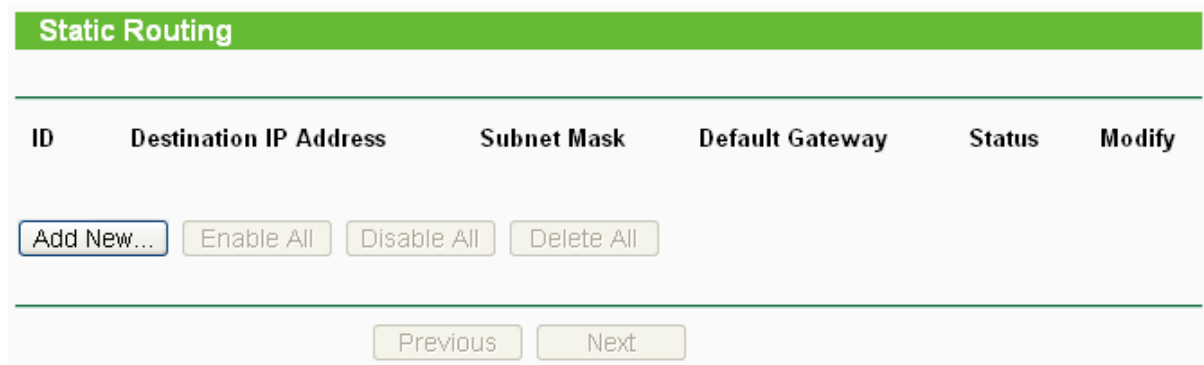 Static Routing
ID Destination IP Address Subnet Mask Default Gateway Status Modify
Add New... Enable All Disable All Delete All
Previous Next